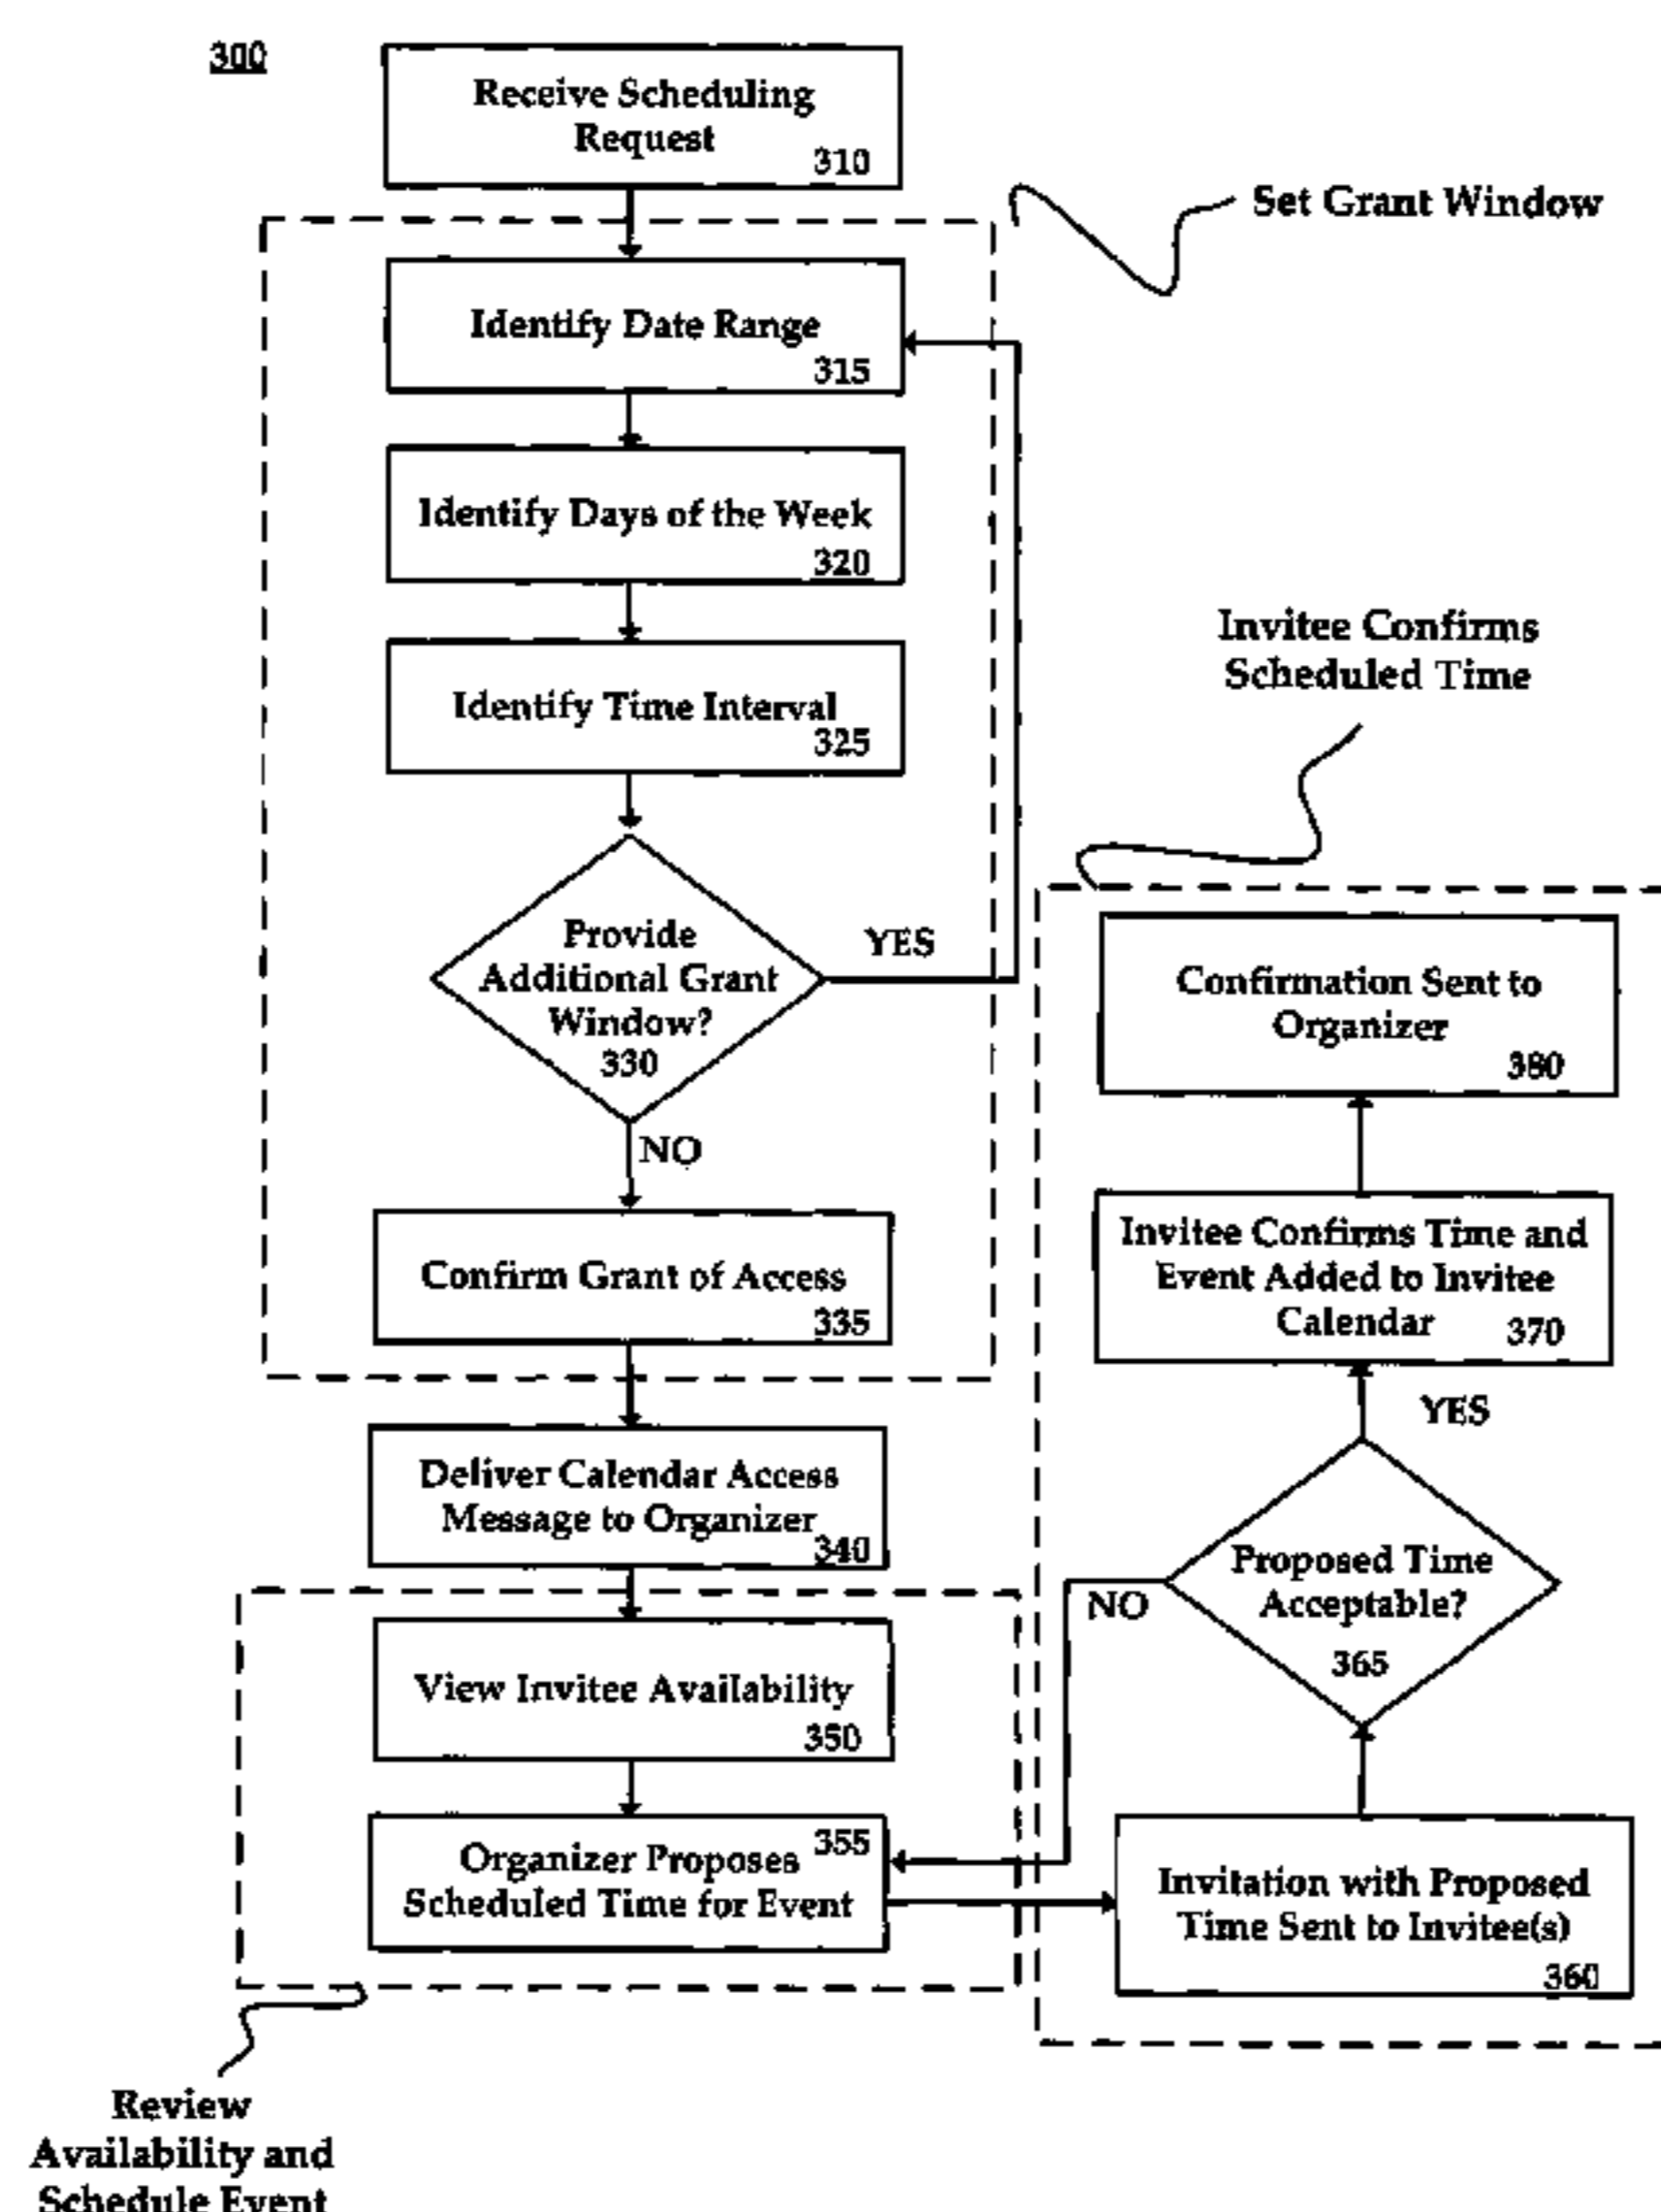 300
Receive Scheduling
Request
310
Set Grant Window
Identify Date Range
315
Identify Days of the Week
320
Identify Time Interval
325
Provide
Additional Grant
Window?
330
YES
NO
Confirm Grant of Access
335
Deliver Calendar Access
Message to Organizer
340
View Invitee Availability
350
355
Organizer Proposes
Scheduled Time for Event
Review
Availability and
Schedule Event
Invitee Confirms
Scheduled Time
Confirmation Sent to
Organizer
380
Invitee Confirms Time and
Event Added to Invitee
Calendar
370
YES
Proposed Time
Acceptable?
365
NO
Invitation with Proposed
Time Sent to Invitee(s)
360